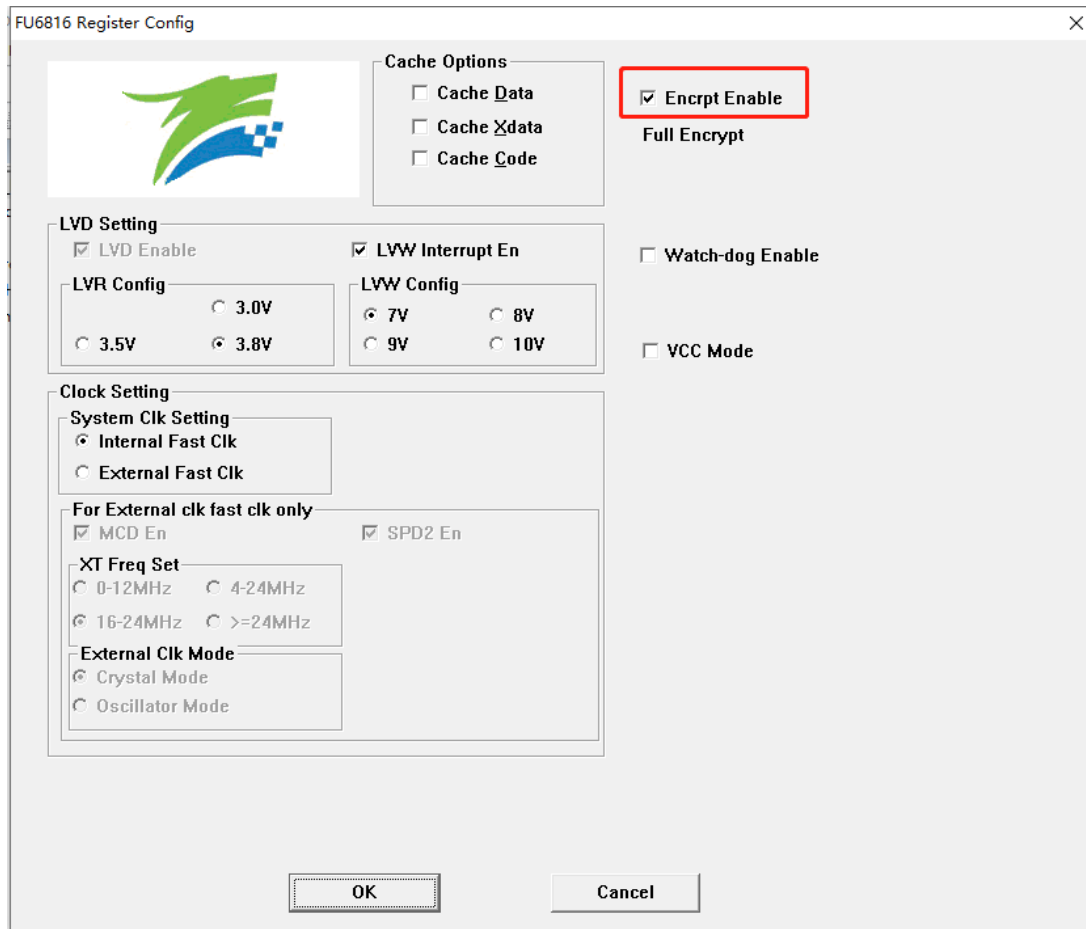 FU6816 Register Config
Cache Options
Cache Data
Cache Xdata
Cache Code
Encrpt Enable
Full Encrypt
LVD Setting
LVD Enable
LVW Interrupt En
Watch-dog Enable
LVR Config
3.0V
3.5V
3.8V
LVW Config
7V
8V
9V
10V
VCC Mode
Clock Setting
System Clk Setting
Internal Fast Clk
External Fast Clk
For External clk fast clk only
MCD En
SPD2 En
XT Freq Set
0-12MHz
4-24MHz
16-24MHz
>=24MHz
External Clk Mode
Crystal Mode
Oscillator Mode
OK
Cancel